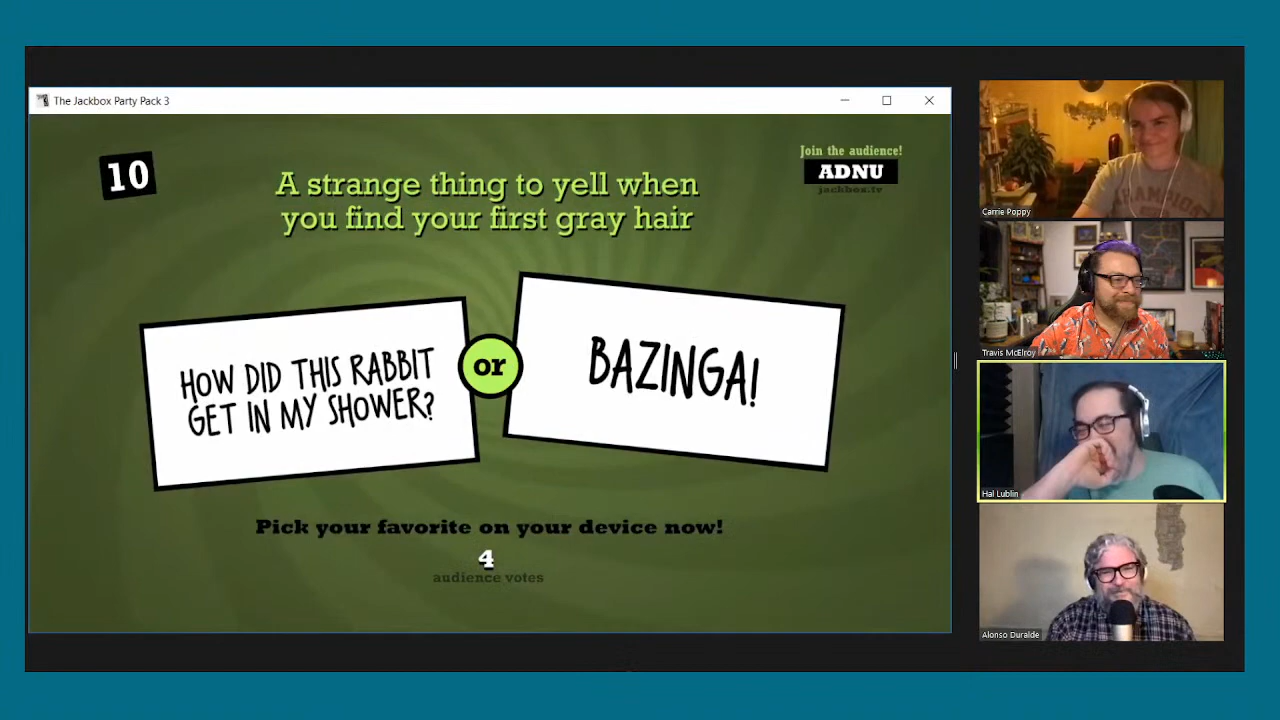 The Jackbox Party Pack 3
10
A strange thing to yell when
you find your first gray hair
Join the audience!
ADNU
jackbox.tv
HOW DID THIS RABBIT
GET IN MY SHOWER?
or
BAZINGA!
Pick your favorite on your device now!
4
audience votes
Carrie Poppy
Travis McElroy
Hal Lublin
Alonso Duralde